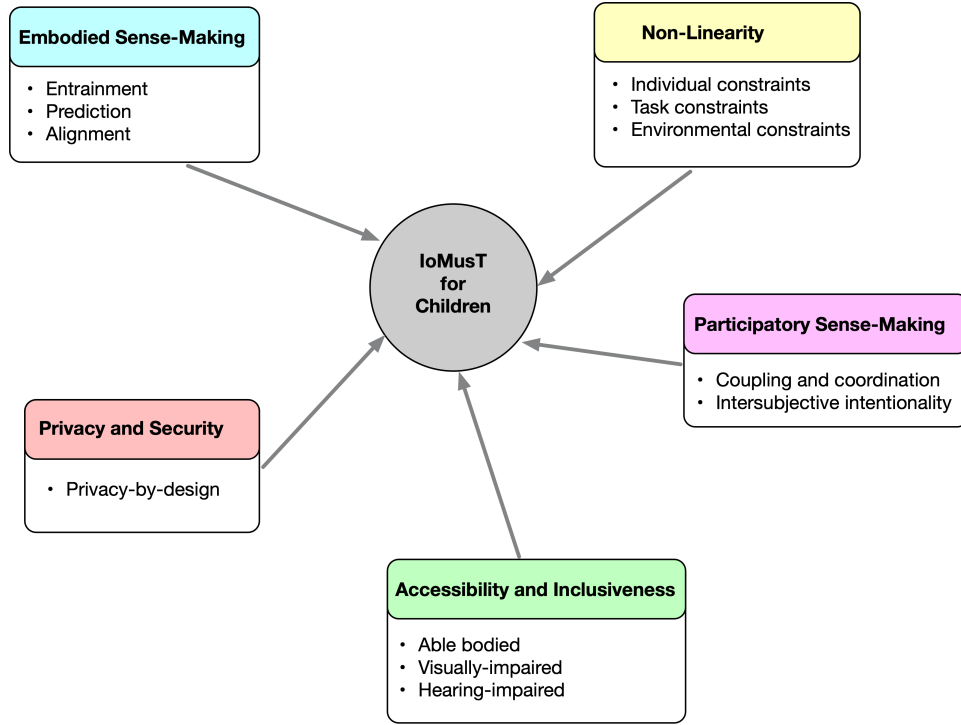 Embodied Sense-Making
• Entrainment
• Prediction
• Alignment
Non-Linearity
• Individual constraints
• Task constraints
• Environmental constraints
IoMusT
for
Children
Participatory Sense-Making
• Coupling and coordination
• Intersubjective intentionality
Privacy and Security
• Privacy-by-design
Accessibility and Inclusiveness
• Able bodied
• Visually-impaired
• Hearing-impaired